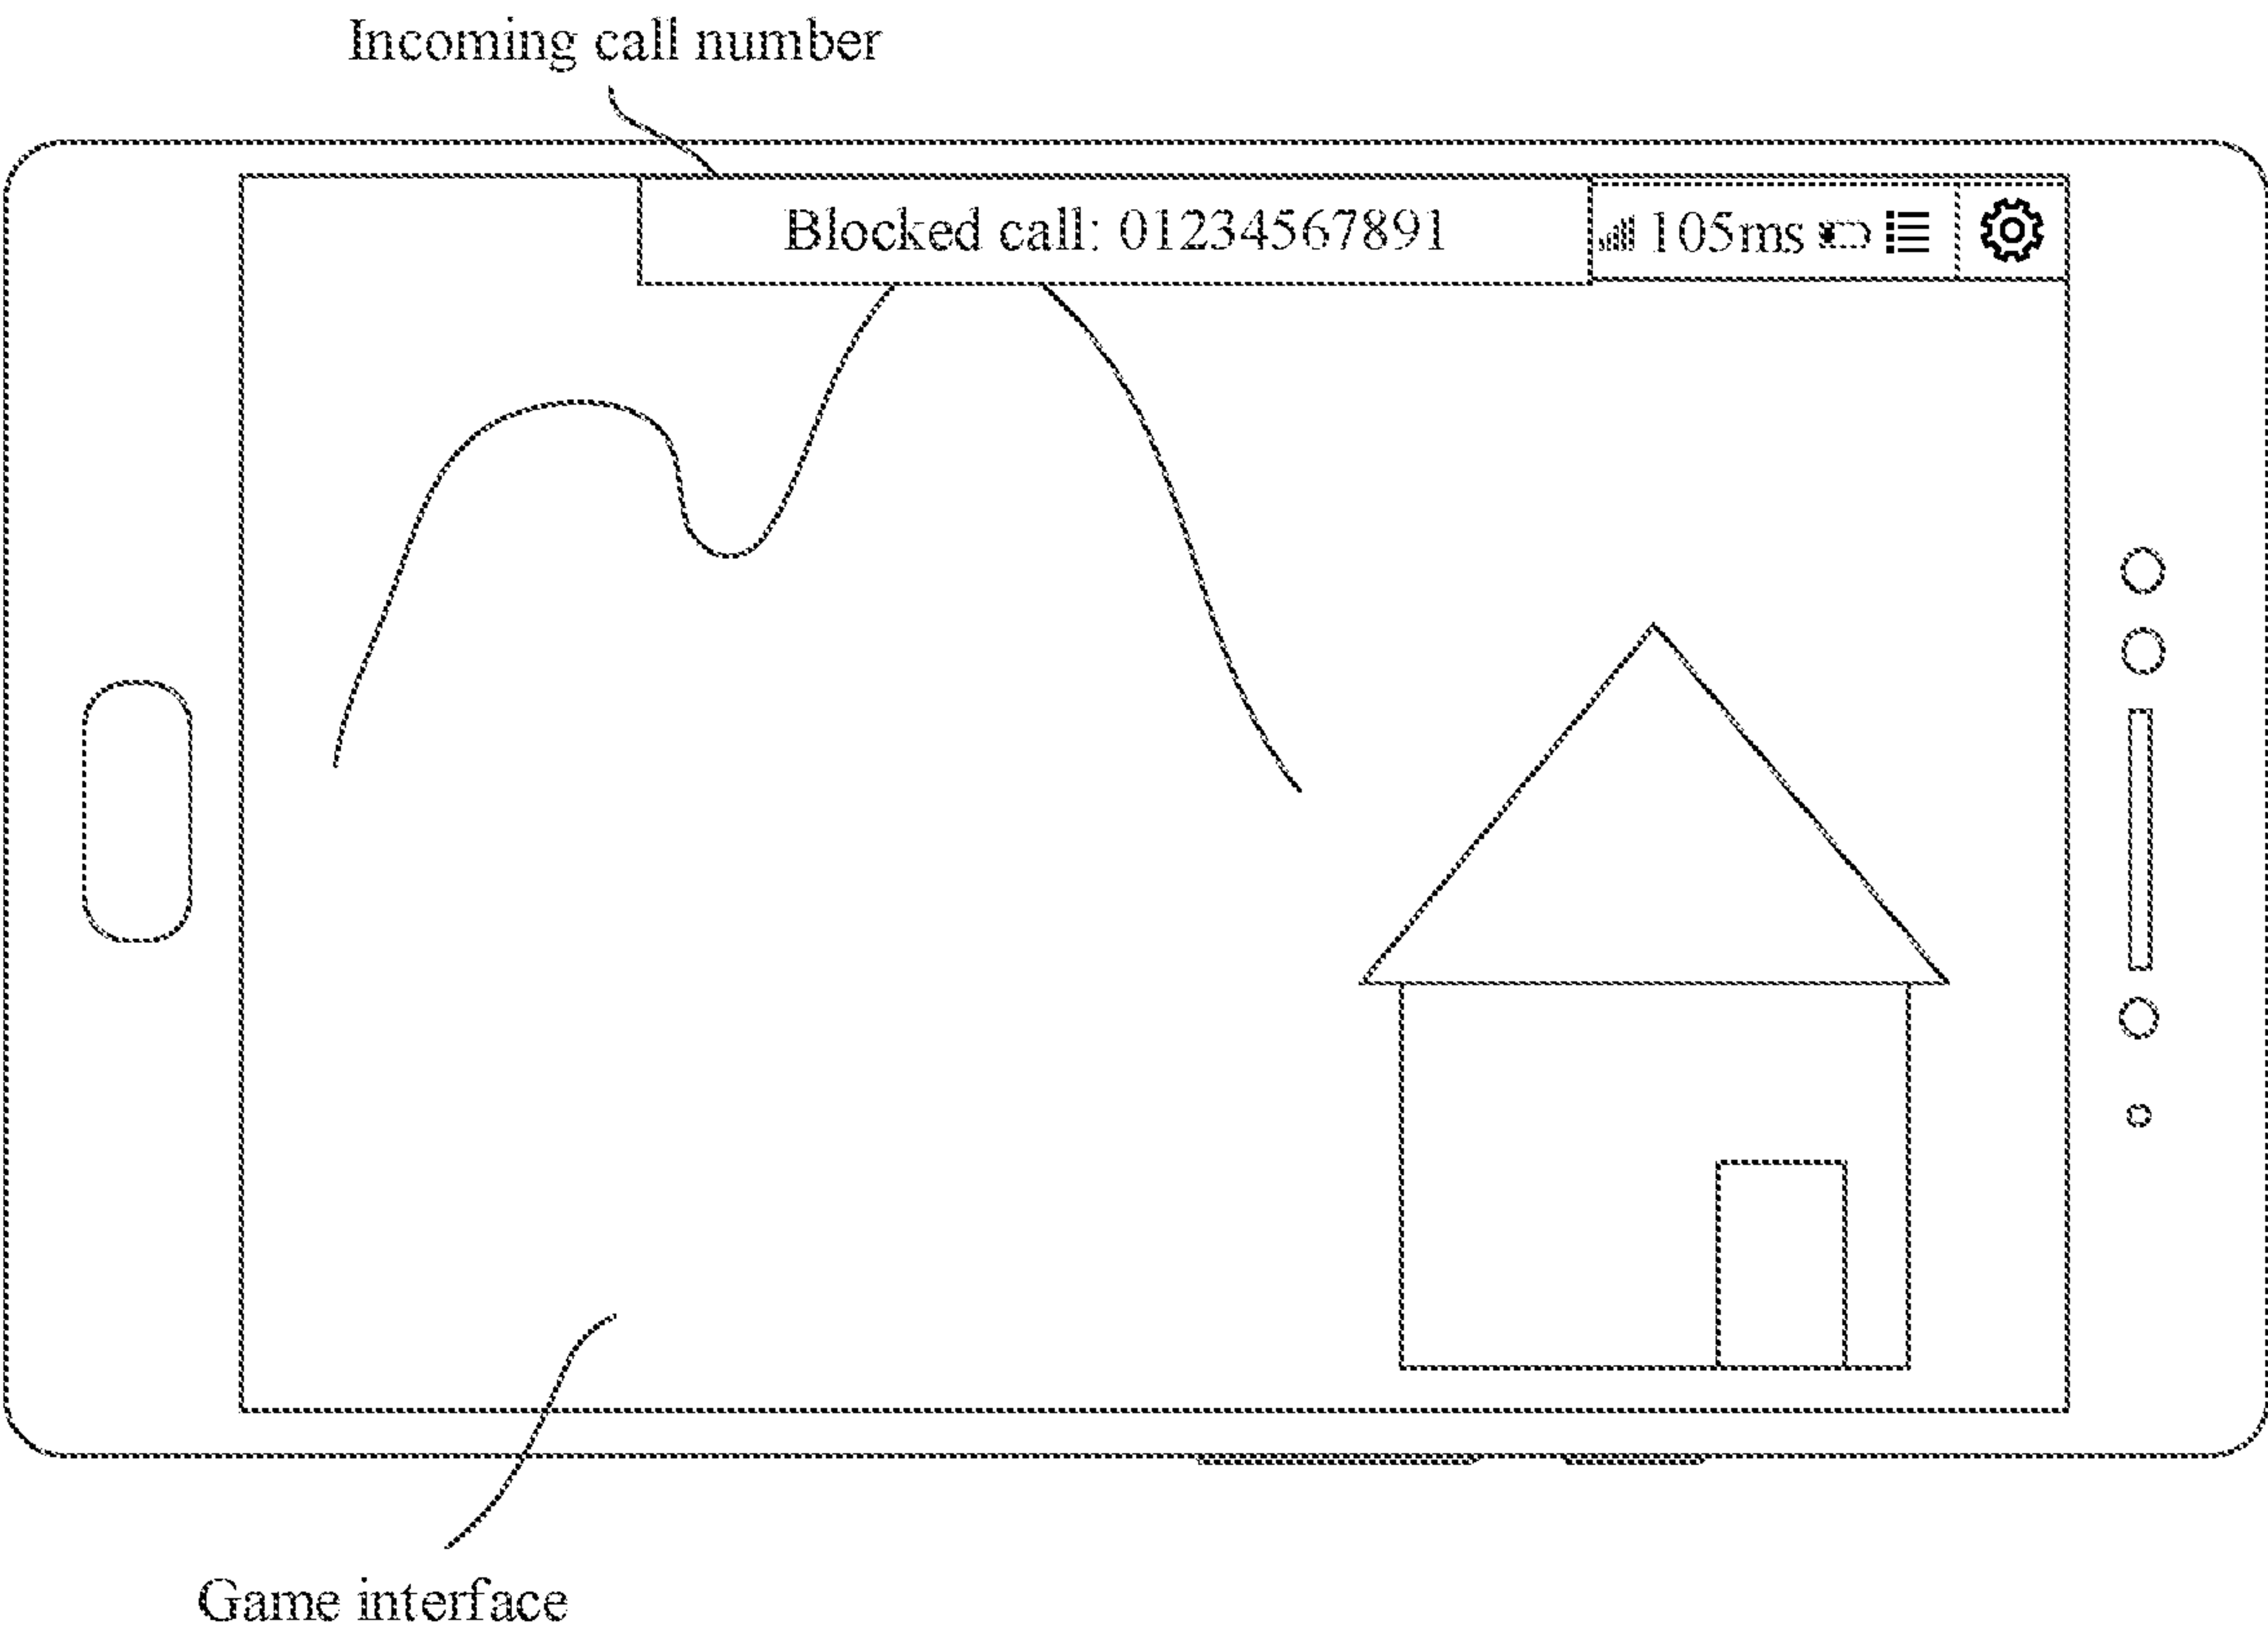 Incoming call number
Blocked call: 01234567891
105ms
Game interface